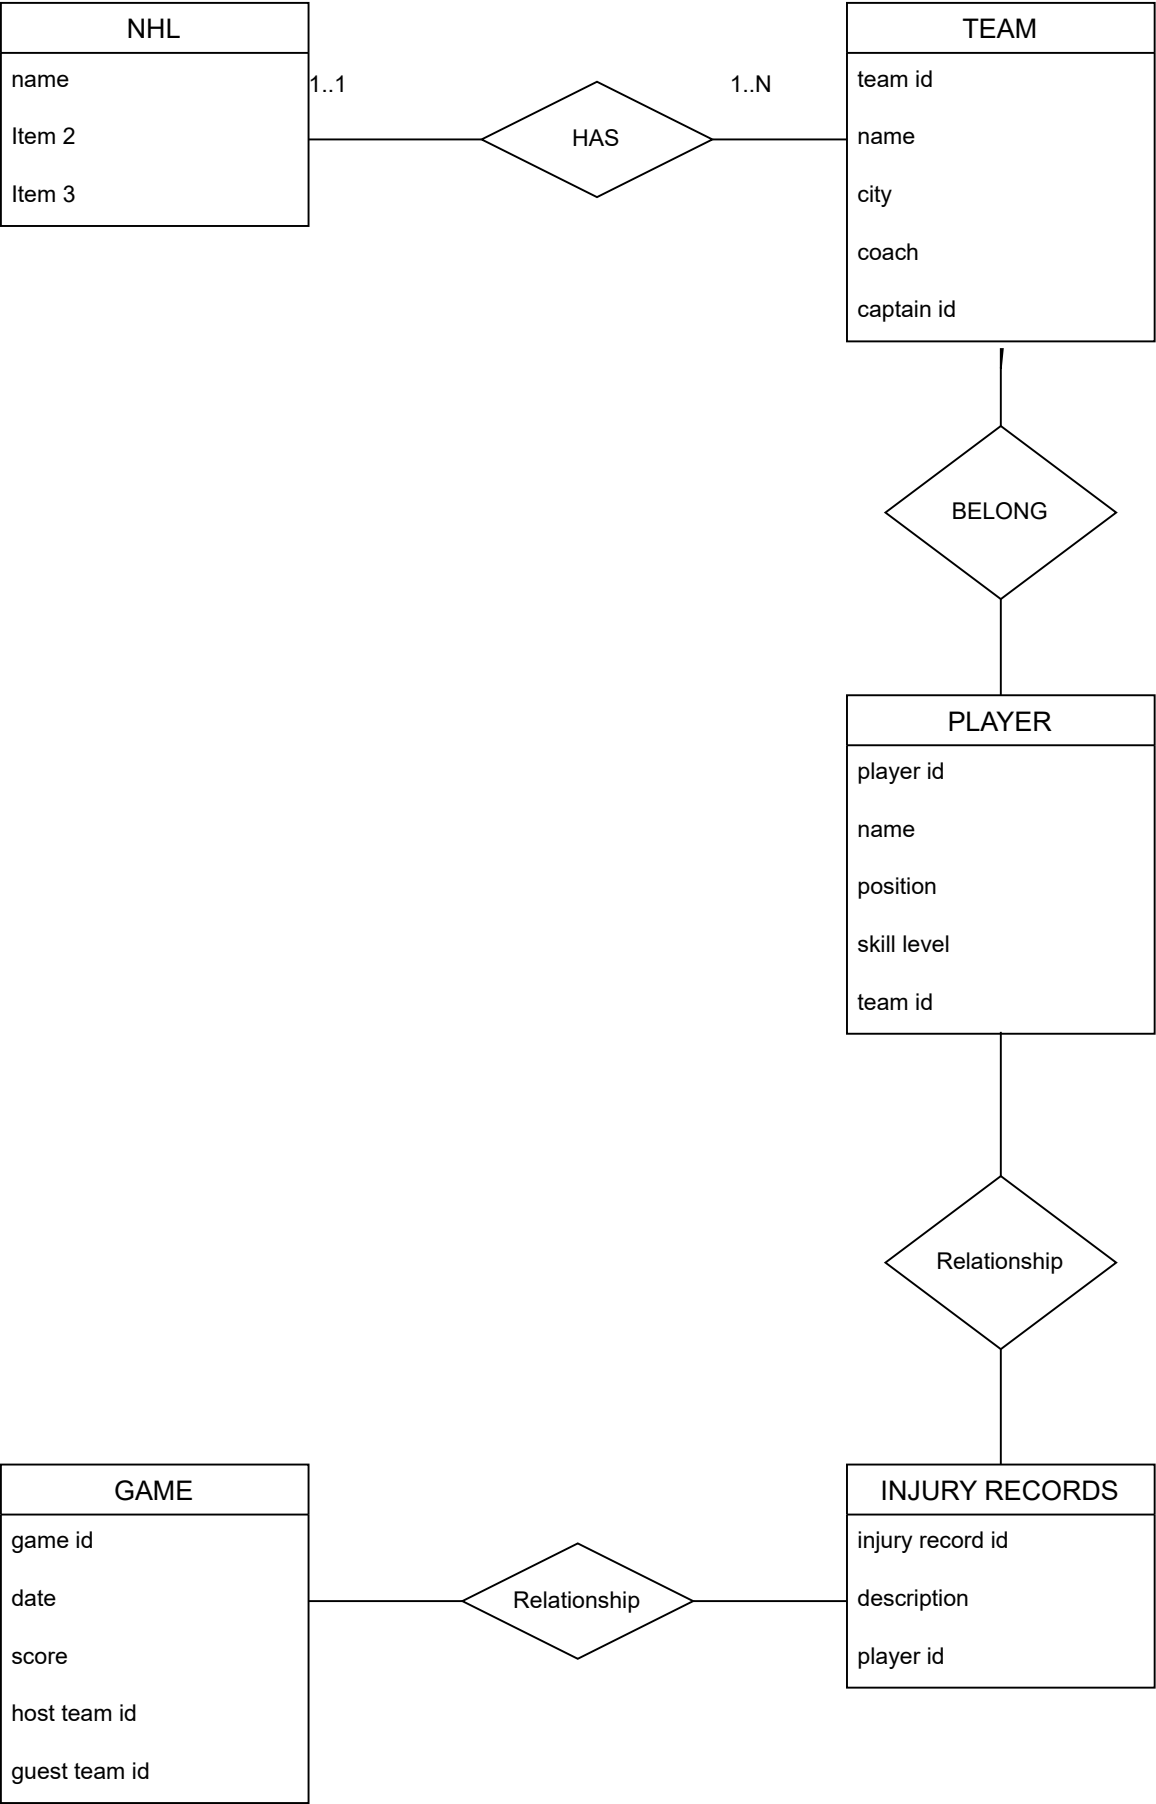 NHL
name
Item 2
Item 3
1..1
HAS
1..N
TEAM
team id
name
city
coach
captain id
BELONG
PLAYER
player id
name
position
skill level
team id
Relationship
GAME
game id
date
score
host team id
guest team id
Relationship
INJURY RECORDS
injury record id
description
player id